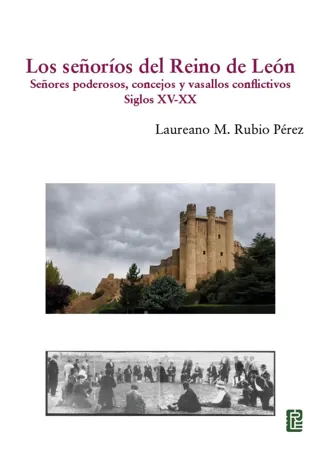 Los señoríos del Reino de León
Señores poderosos, concejos y vasallos conflictivos
Siglos XV-XX
Laureano M. Rubio Pérez